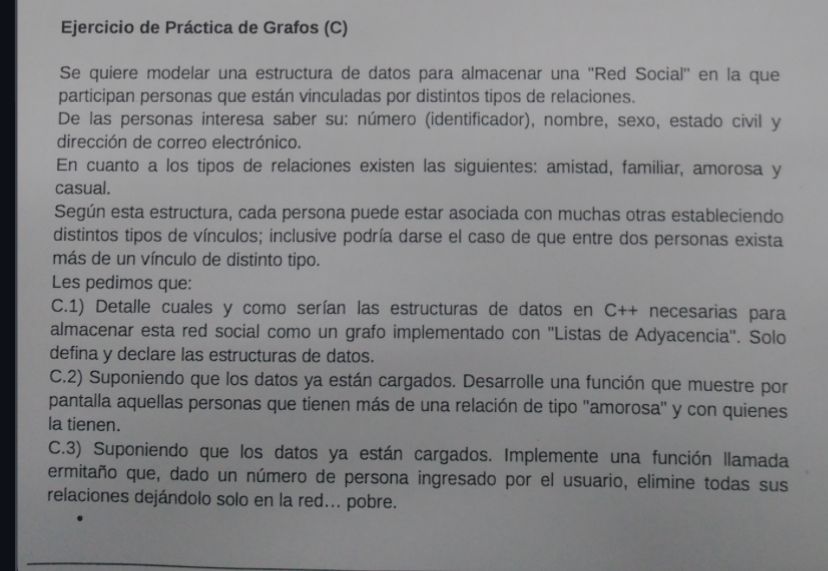 Ejercicio de Práctica de Grafos (C)
Se quiere modelar una estructura de datos para almacenar una "Red Social" en la que
participan personas que están vinculadas por distintos tipos de relaciones.
De las personas interesa saber su: número (identificador), nombre, sexo, estado civil y
dirección de correo electrónico.
En cuanto a los tipos de relaciones existen las siguientes: amistad, familiar, amorosa y
casual.
Según esta estructura, cada persona puede estar asociada con muchas otras estableciendo
distintos tipos de vínculos; inclusive podría darse el caso de que entre dos personas exista
más de un vínculo de distinto tipo.
Les pedimos que:
C.1) Detalle cuales y como serían las estructuras de datos en C++ necesarias para
almacenar esta red social como un grafo implementado con "Listas de Adyacencia". Solo
defina y declare las estructuras de datos.
C.2) Suponiendo que los datos ya están cargados. Desarrolle una función que muestre por
pantalla aquellas personas que tienen más de una relación de tipo "amorosa" y con quienes
la tienen.
C.3) Suponiendo que los datos ya están cargados. Implemente una función llamada
ermitaño que, dado un número de persona ingresado por el usuario, elimine todas sus
relaciones dejándolo solo en la red... pobre.